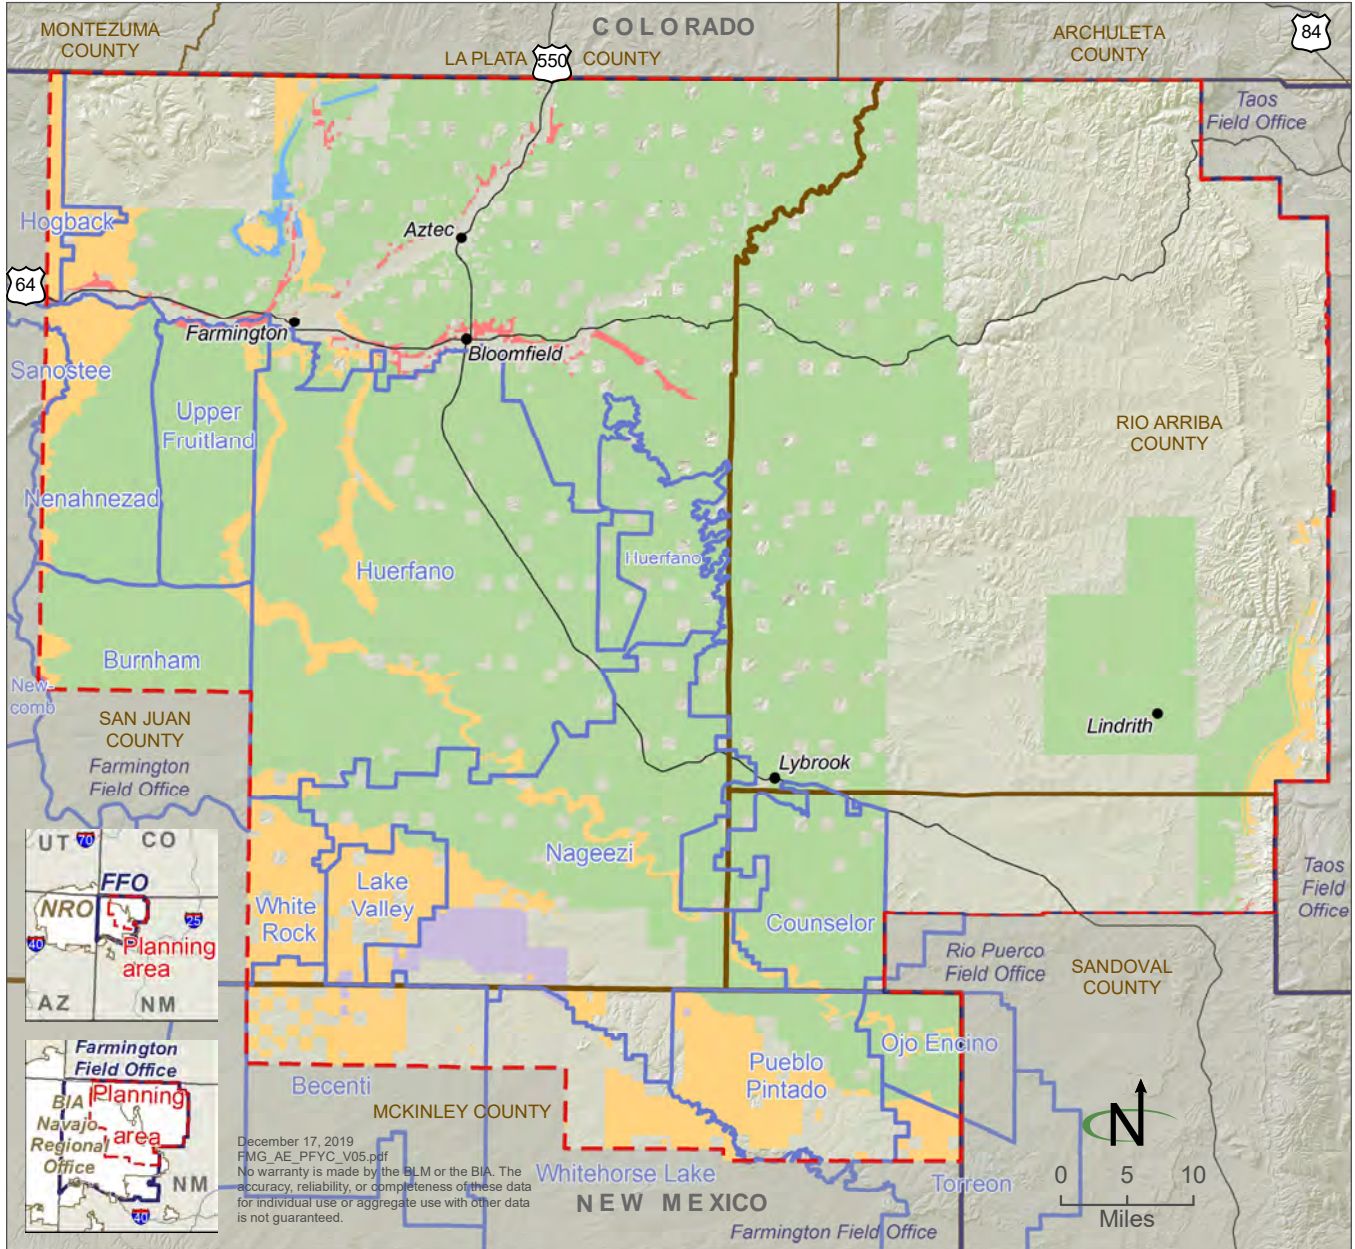 COLORADO
MONTEZUMA
COUNTY
LA PLATA
550
COUNTY
ARCHULETA
COUNTY
84
Taos
Field Office
Hogback
Aztec
64
Farmington
Bloomfield
Sanostee
Upper
Fruitland
RIO ARRIBA
COUNTY
Nenahnezad
Huerfano
Huerfano
Burnham
New-
comb
SAN JUAN
COUNTY
Farmington
Field Office
Lindrith
Lybrook
Nageezi
Lake
Valley
White
Rock
Counselor
Taos
Field
Office
Rio Puerco
Field Office
SANDOVAL
COUNTY
UT
70
CO
FFO
NRO
25
40
Planning
area
AZ
NM
Ojo Encino
Pueblo
Pintado
Becenti
MCKINLEY COUNTY
Farmington
Field Office
Planning
area
BIA
Navajo
Regional
Office
NM
40
December 17, 2019
FMG_AE_PFYC_V05.pdf
No warranty is made by the BLM or the BIA. The
accuracy, reliability, or completeness of these data
for individual use or aggregate use with other data
is not guaranteed.
Whitehorse Lake
NEW MEXICO
Torreon
Farmington Field Office
N
0 5 10
Miles